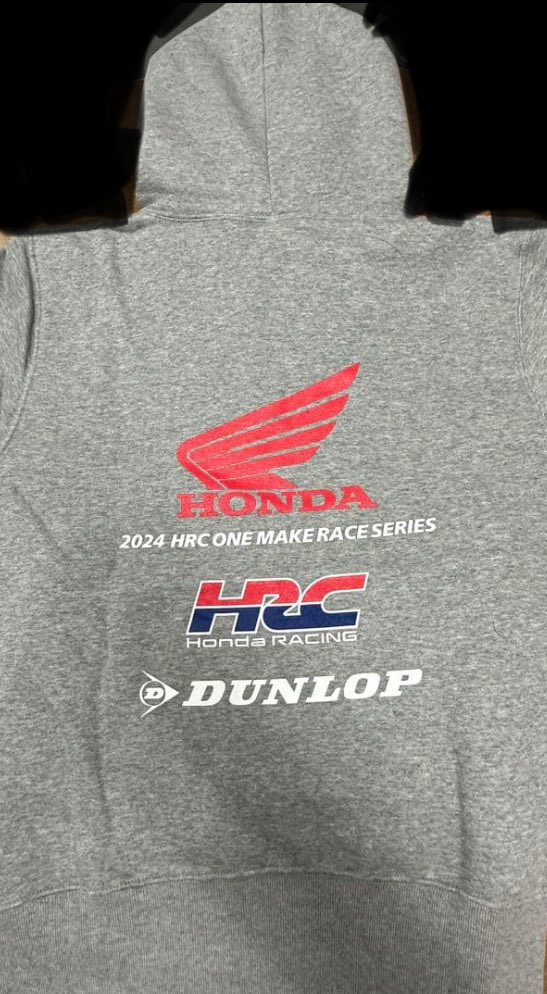 HONDA
2024 HRC ONE MAKE RACE SERIES
HRC
Honda RACING
D DUNLOP